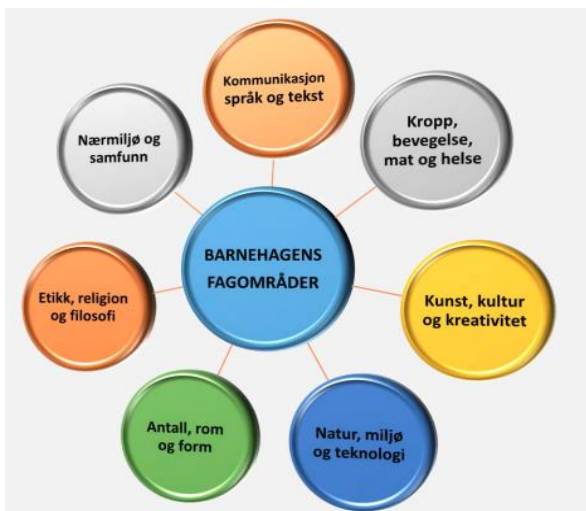 Kommunikasjon
språk og tekst
Kropp,
bevegelse,
mat og helse
Nærmiljø og
samfunn
BARNEHAGENS
FAGOMRÅDER
Etikk, religion
og filosofi
Kunst, kultur
og kreativitet
Antall, rom
og form
Natur, miljø
og teknologi